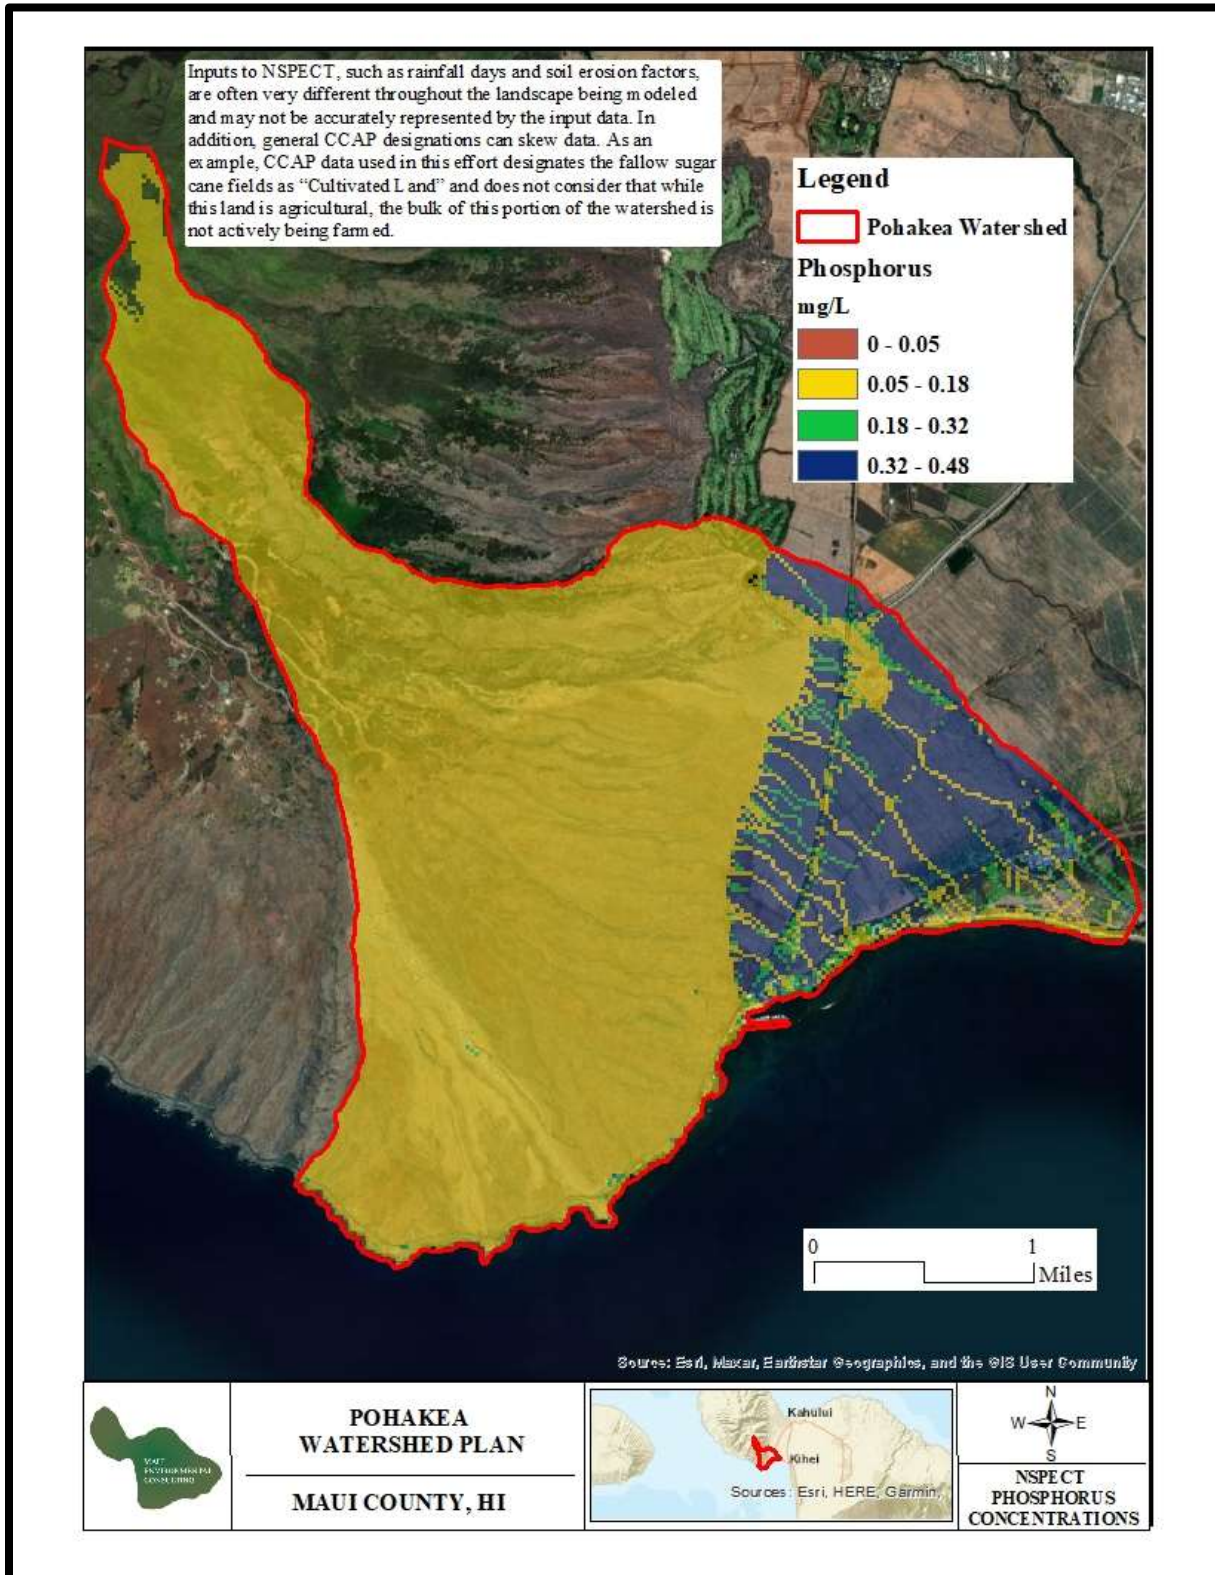 Inputs to NSPECT, such as rainfall days and soil erosion factors,
are often very different throughout the landscape being modeled
and may not be accurately represented by the input data. In
addition, general CCAP designations can skew data. As an
example, CCAP data used in this effort designates the fallow sugar
cane fields as “Cultivated Land” and does not consider that while
this land is agricultural, the bulk of this portion of the watershed is
not actively being farmed.
Legend
Pohakea Watershed
Phosphorus
mg/L
0 - 0.05
0.05 - 0.18
0.18 - 0.32
0.32 - 0.48
0 1
Miles
Source: Esri, Maxar, Earthstar Geographics, and the GIS User Community
MAUI
ENVIRONMENTAL
CONSULTING
POHAKEA
WATERSHED PLAN
MAUI COUNTY, HI
Kahului
Kihei
Sources: Esri, HERE, Garmin,
N
W E
S
NSPECT
PHOSPHORUS
CONCENTRATIONS